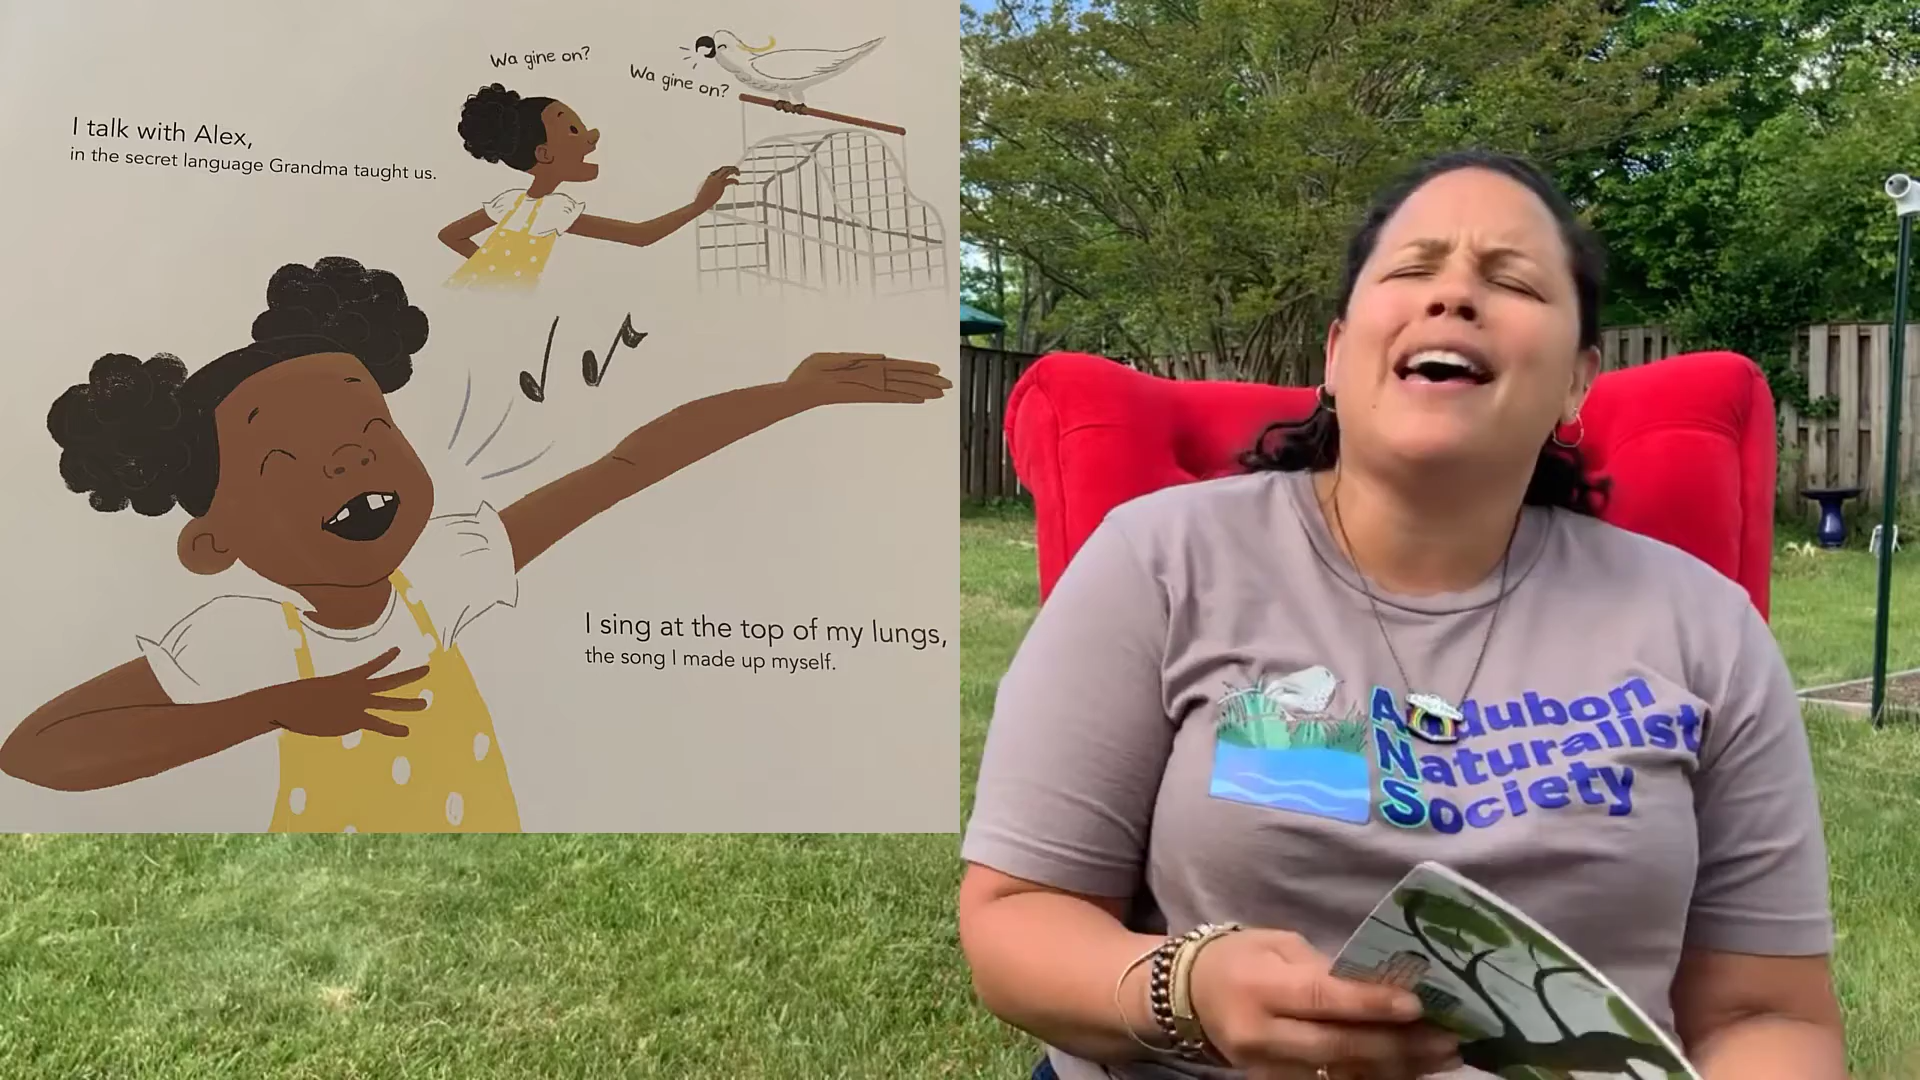 Wa gine on?
Wa gine on?
I talk with Alex,
in the secret language Grandma taught us.
I sing at the top of my lungs,
the song I made up myself.
Audubon
Naturalist
Society